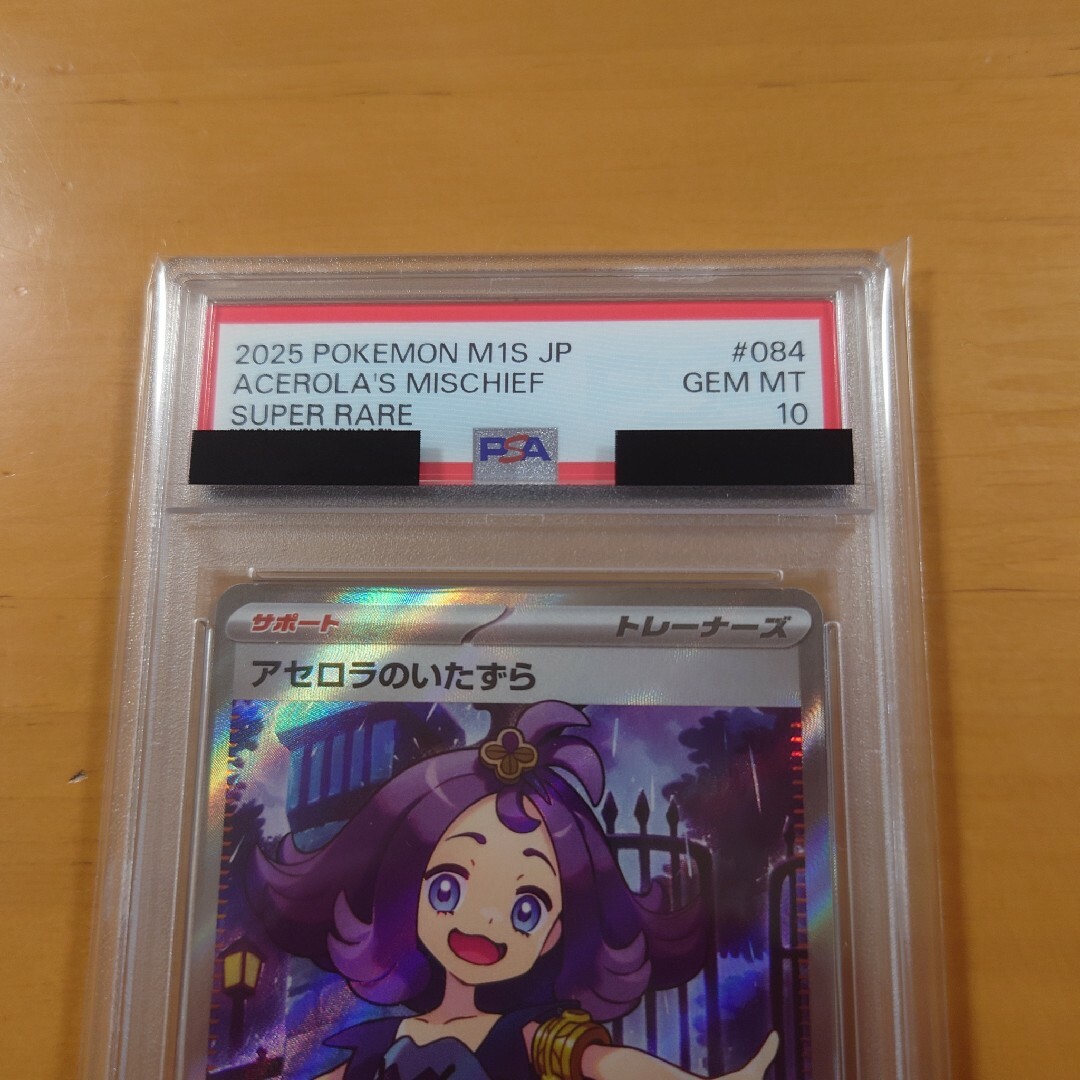 2025 POKEMON M1S JP #084
ACEROLA'S MISCHIEF GEM MT
SUPER RARE 10
PSA
サポート トレーナーズ
アセロラのいたずら